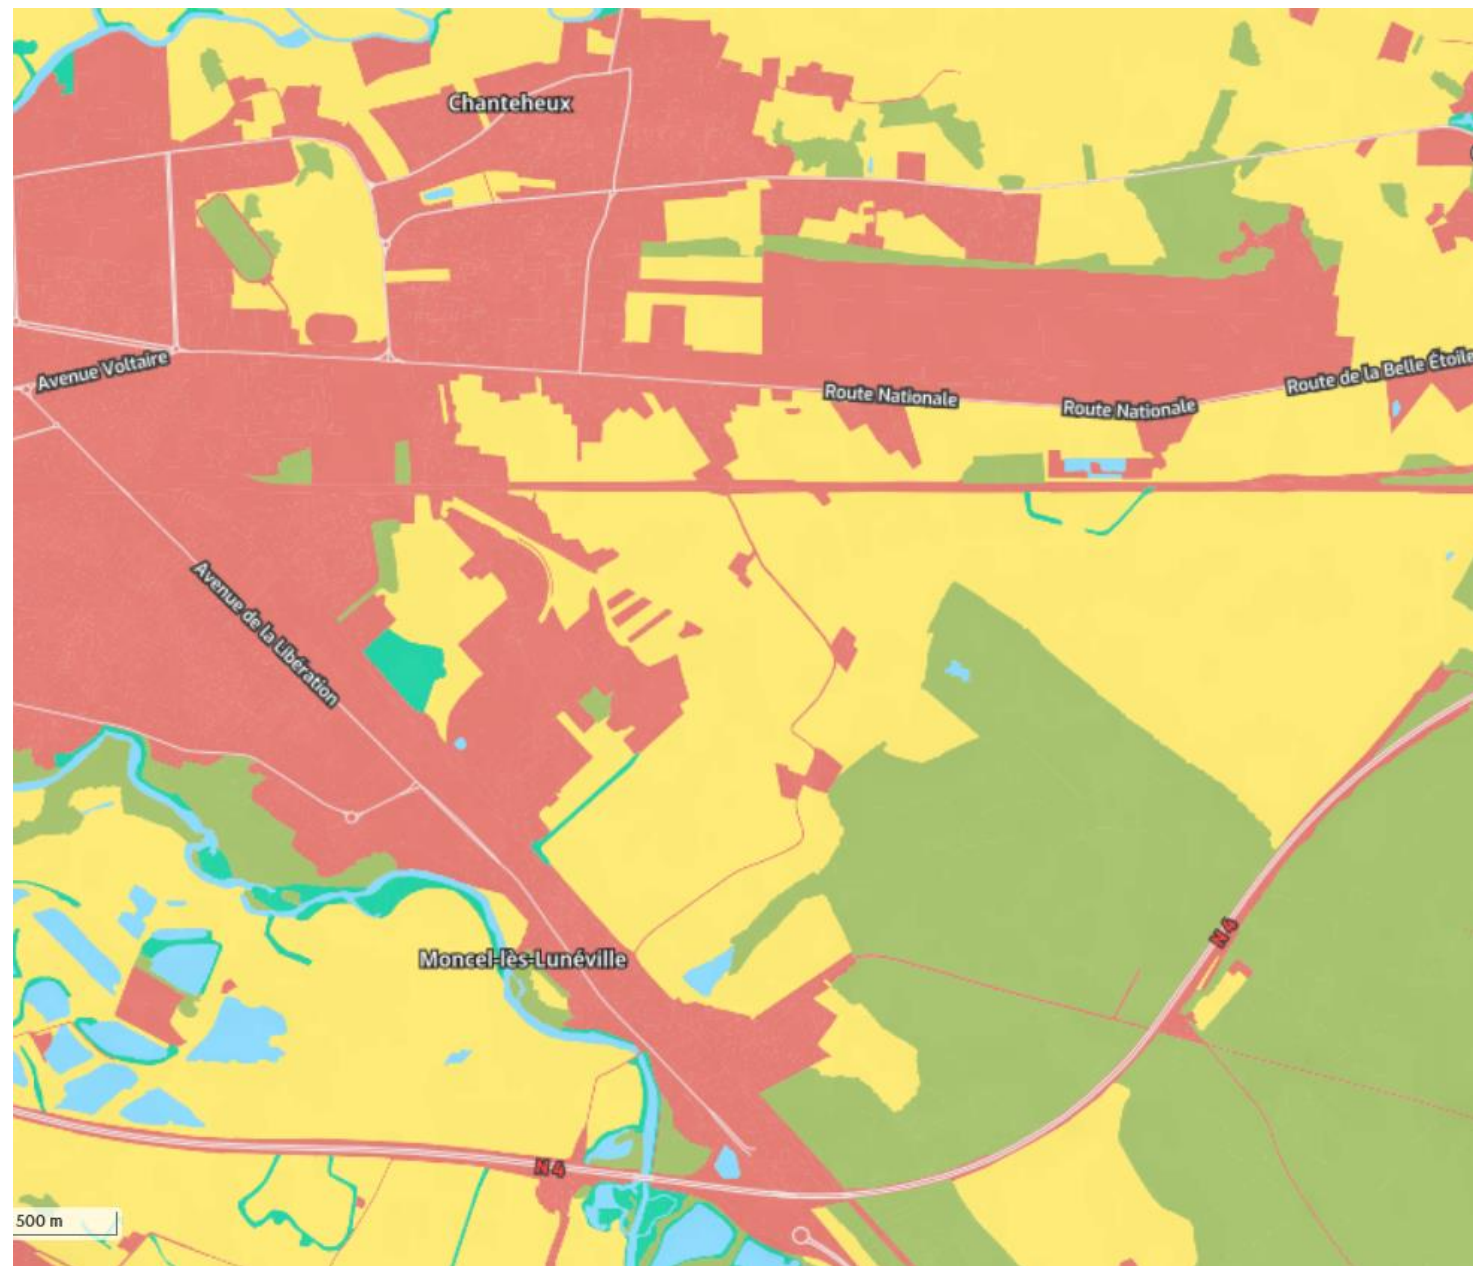 Chanteheux
Avenue Voltaire
Route Nationale
Route Nationale
Route de la Belle Étoile
Avenue de la Libération
N 4
Moncel-lès-Lunéville
N 4
500 m